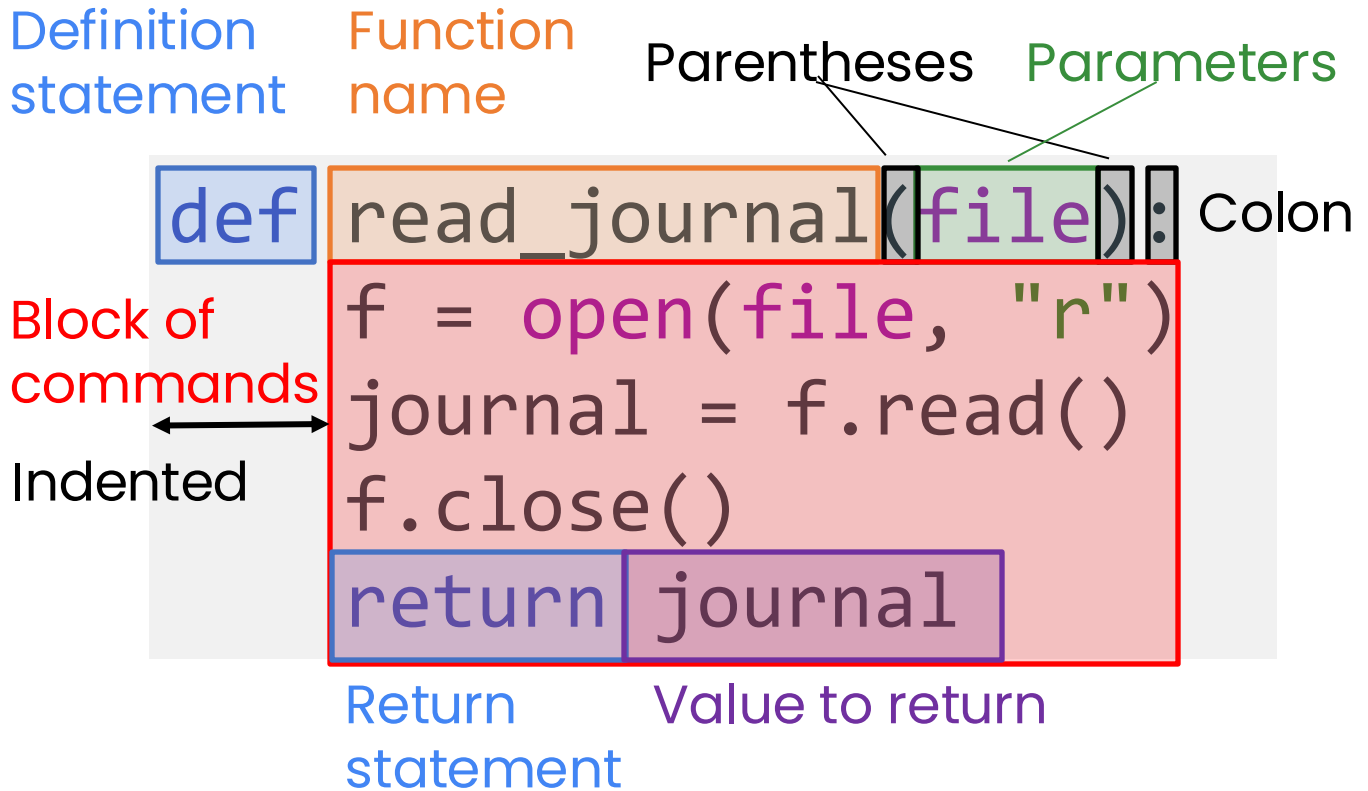 Definition
statement
Function
name
Parentheses
Parameters
def read_journal(file):
Colon
Block of
commands
Indented
f = open(file, "r")
journal = f.read()
f.close()
return journal
Return
statement
Value to return